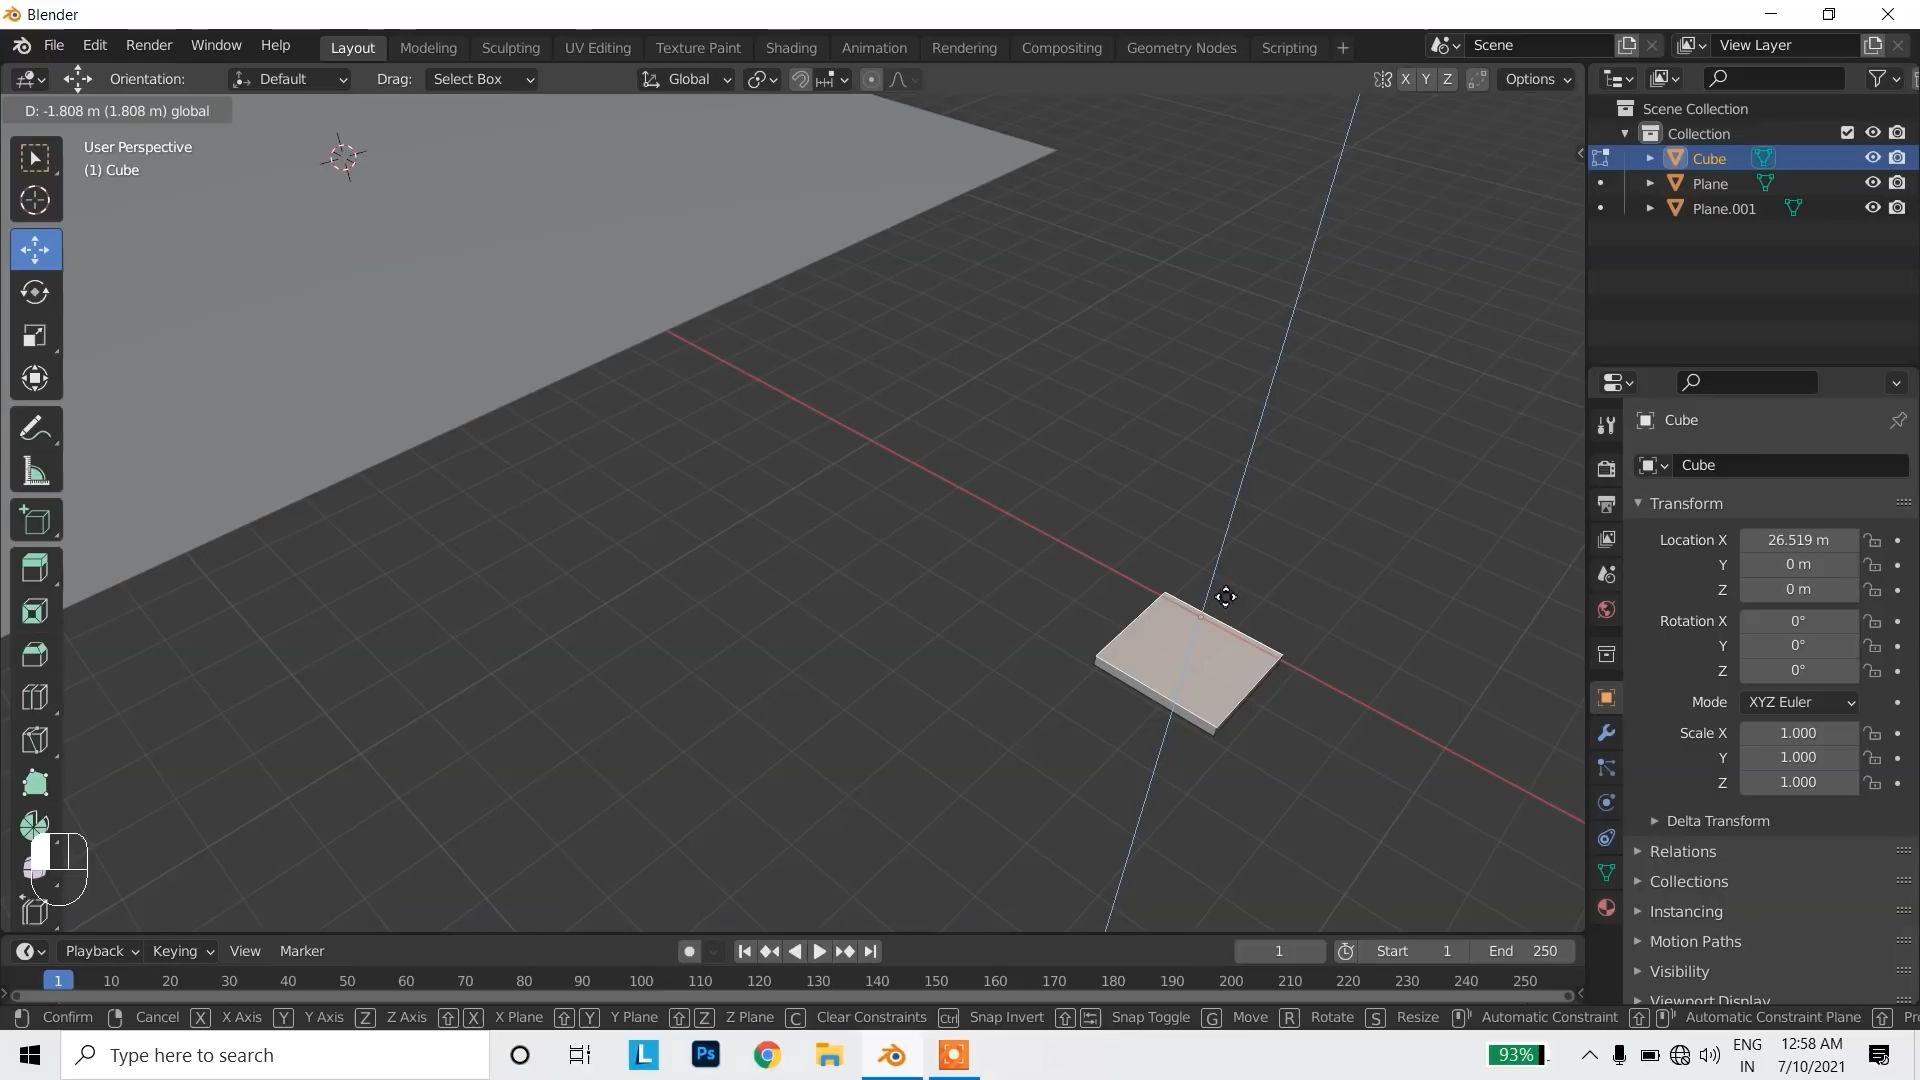 Blender
File Edit Render Window Help Layout Modeling Sculpting UV Editing Texture Paint Shading Animation Rendering Compositing Geometry Nodes Scripting + Scene View Layer
Orientation: Default Drag: Select Box Global X Y Z Options
D: -1.808 m (1.808 m) global
User Perspective
(1) Cube
Scene Collection
Collection
Cube
Plane
Plane.001
Cube
Cube
Transform
Location X 26.519 m
Y 0 m
Z 0 m
Rotation X 0°
Y 0°
Z 0°
Mode XYZ Euler
Scale X 1.000
Y 1.000
Z 1.000
Delta Transform
Relations
Collections
Instancing
Motion Paths
Visibility
Viewport Display
Playback Keying View Marker 1 Start 1 End 250
1 10 20 30 40 50 60 70 80 90 100 110 120 130 140 150 160 170 180 190 200 210 220 230 240 250
Confirm Cancel X X Axis Y Y Axis Z Z Axis X X Plane Y Y Plane Z Z Plane C Clear Constraints Ctrl Snap Invert Snap Toggle G Move R Rotate S Resize Automatic Constraint Automatic Constraint Plane
Type here to search L Ps 93% ENG IN 12:58 AM 7/10/2021